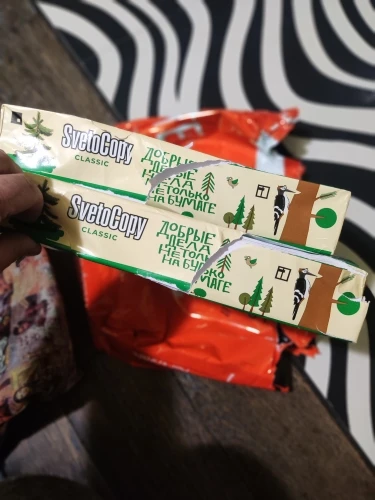 SvetoCopy
CLASSIC
ДОБРЫЕ
ДЕЛА
НЕ ТОЛЬКО
НА БУМАГЕ
SvetoCopy
CLASSIC
ДОБРЫЕ
ДЕЛА
НЕ ТОЛЬКО
НА БУМАГЕ